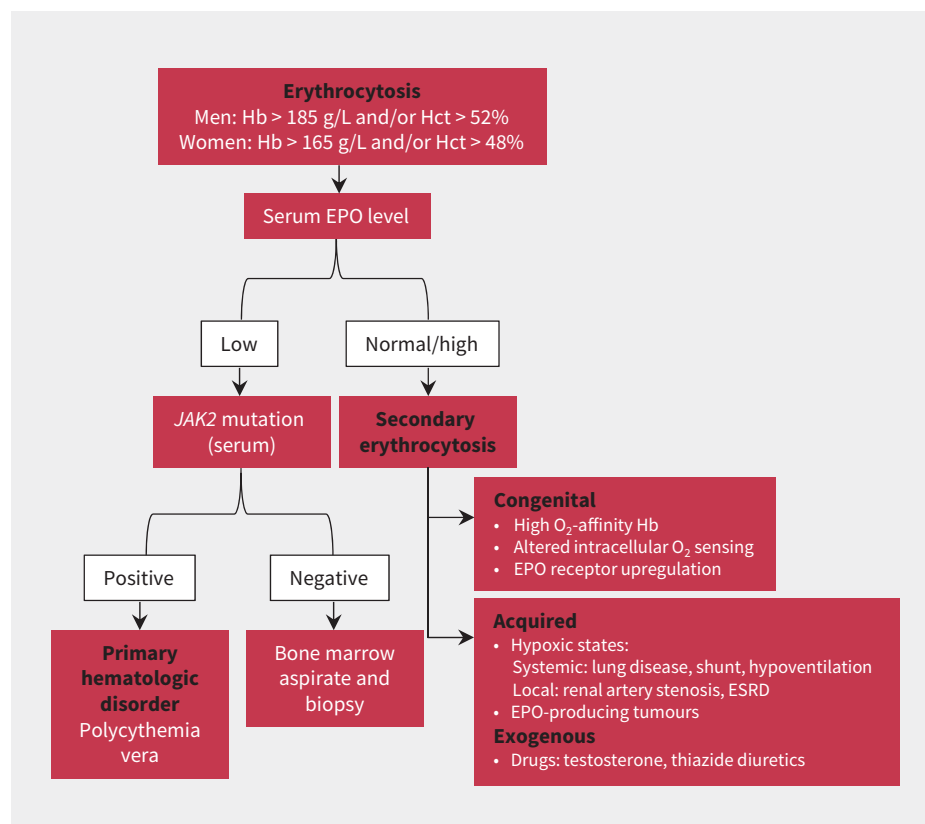 Erythrocytosis
Men: Hb > 185 g/L and/or Hct > 52%
Women: Hb > 165 g/L and/or Hct > 48%
Serum EPO level
Low
Normal/high
JAK2 mutation
(serum)
Secondary
erythrocytosis
Congenital
• High O₂-affinity Hb
• Altered intracellular O₂ sensing
• EPO receptor upregulation
Positive
Negative
Primary
hematologic
disorder
Polycythemia
vera
Bone marrow
aspirate and
biopsy
Acquired
• Hypoxic states:
Systemic: lung disease, shunt, hypoventilation
Local: renal artery stenosis, ESRD
• EPO-producing tumours
Exogenous
• Drugs: testosterone, thiazide diuretics